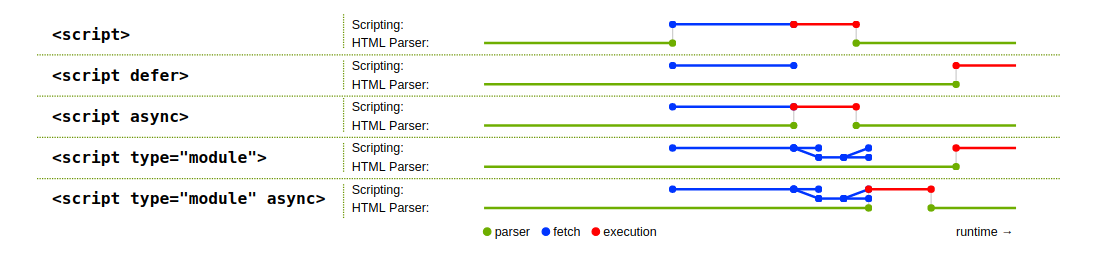 <script>
Scripting:
HTML Parser:
<script defer>
Scripting:
HTML Parser:
<script async>
Scripting:
HTML Parser:
<script type="module">
Scripting:
HTML Parser:
<script type="module" async>
Scripting:
HTML Parser:
parser fetch execution runtime →